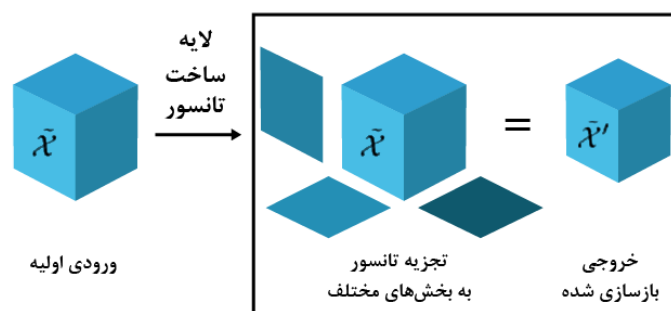 لایه
ساخت
تانسور
X̃
X̃
=
X̃′
ورودی اولیه
تجزیه تانسور
به بخش‌های مختلف
خروجی
بازسازی شده